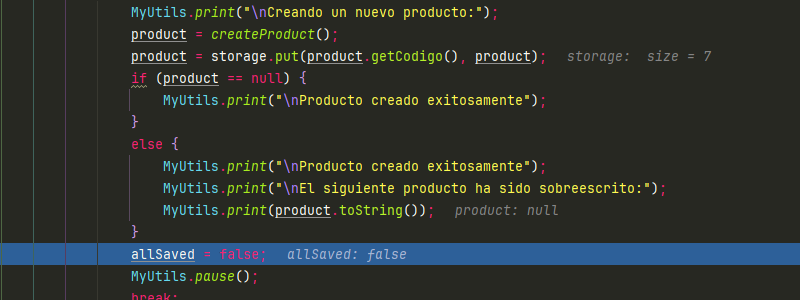 MyUtils.print("\nCreando un nuevo producto:");
product = createProduct();
product = storage.put(product.getCodigo(), product); storage: size = 7
if (product == null) {
MyUtils.print("\nProducto creado exitosamente");
}
else {
MyUtils.print("\nProducto creado exitosamente");
MyUtils.print("\nEl siguiente producto ha sido sobreescrito:");
MyUtils.print(product.toString()); product: null
}
allSaved = false; allSaved: false
MyUtils.pause();
break;